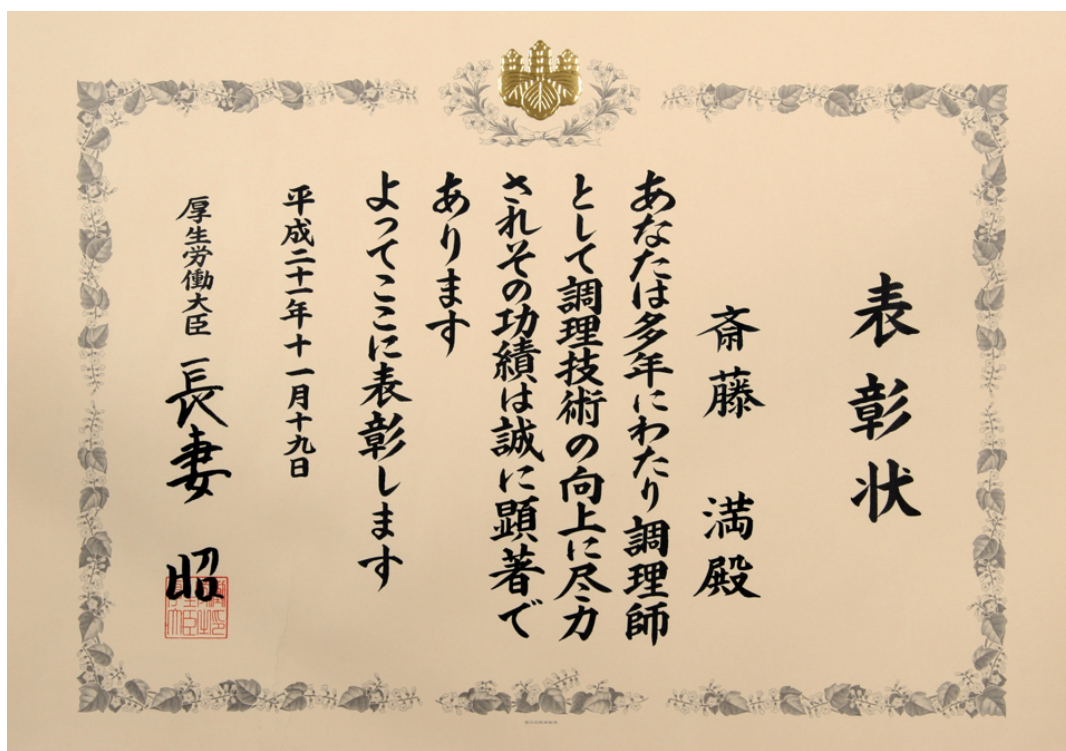 表彰状
斎藤 満殿
あなたは多年にわたり調理師
として調理技術の向上に尽力
されその功績は誠に顕著で
あります
よってここに表彰します
平成二十一年十一月十九日
厚生労働大臣 長妻 昭